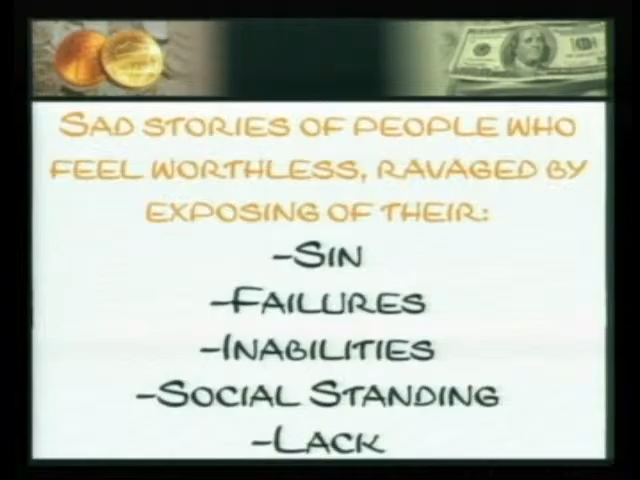 SAD STORIES OF PEOPLE WHO
FEEL WORTHLESS, RAVAGED BY
EXPOSING OF THEIR:
-SIN
-FAILURES
-INABILITIES
-SOCIAL STANDING
-LACK